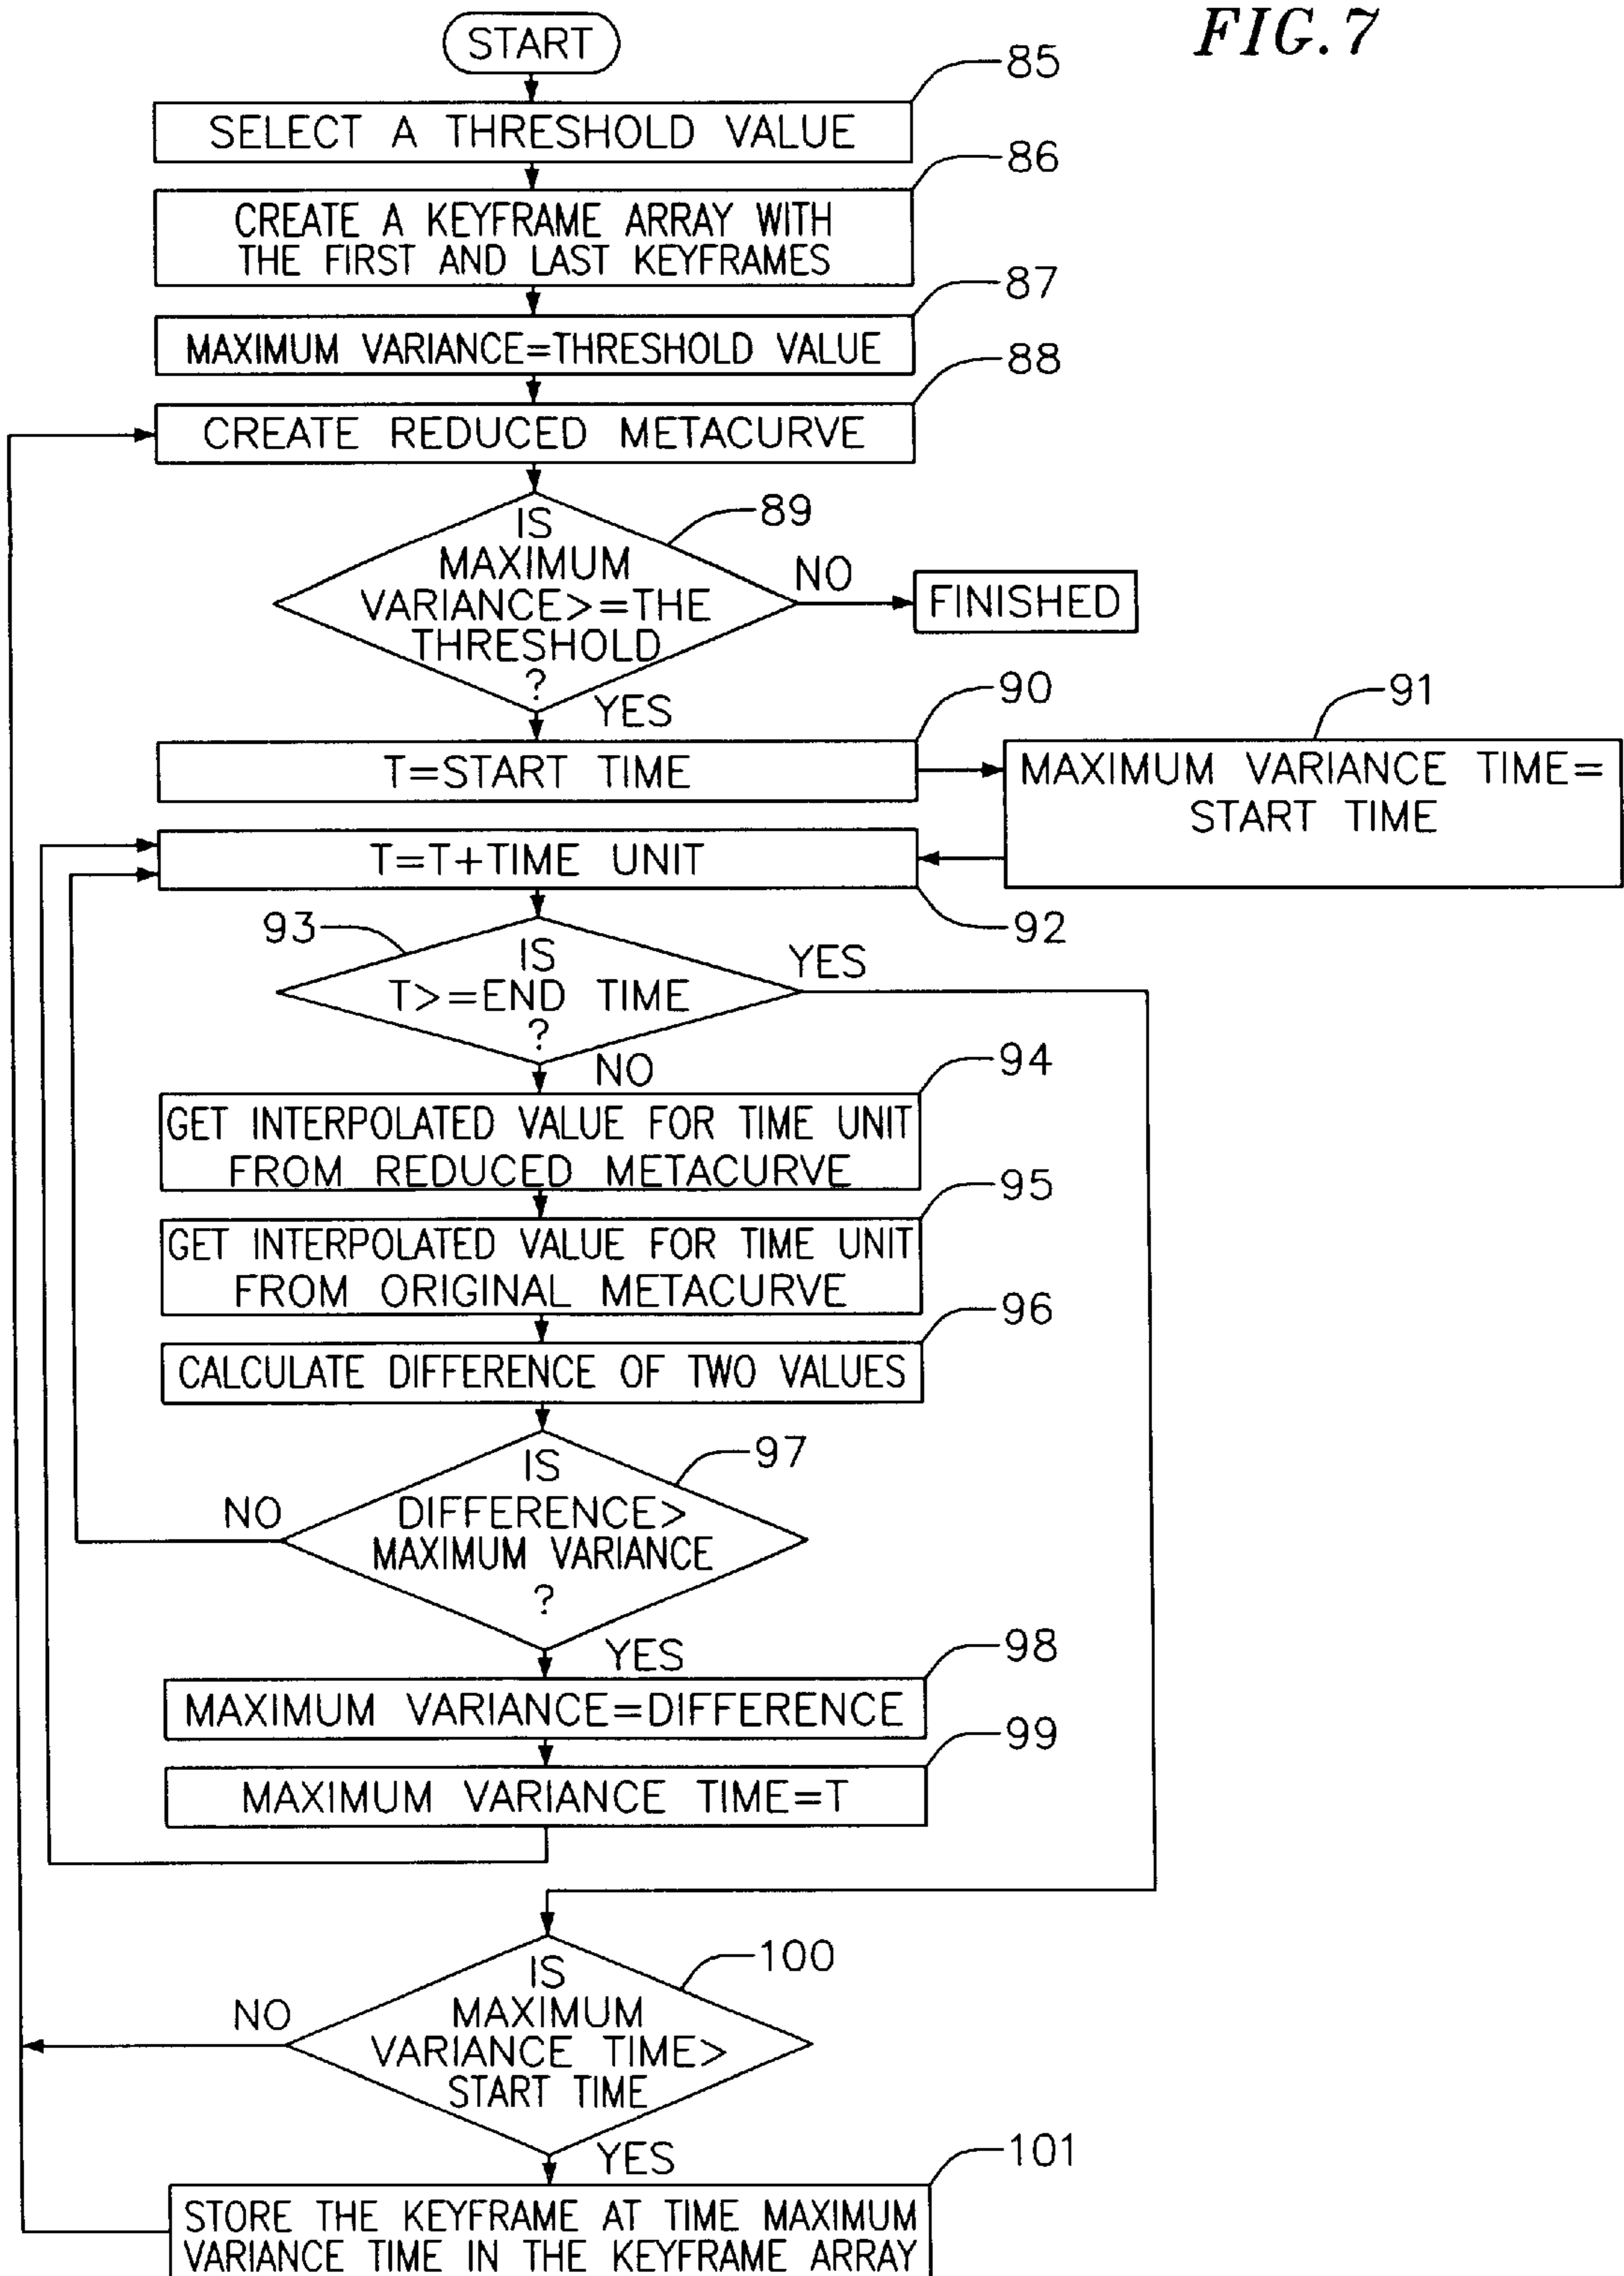 FIG. 7
START
85
SELECT A THRESHOLD VALUE
86
CREATE A KEYFRAME ARRAY WITH
THE FIRST AND LAST KEYFRAMES
87
MAXIMUM VARIANCE=THRESHOLD VALUE
88
CREATE REDUCED METACURVE
89
IS
MAXIMUM
VARIANCE>=THE
THRESHOLD
?
NO
FINISHED
YES
90
T=START TIME
91
MAXIMUM VARIANCE TIME=
START TIME
T=T+TIME UNIT
92
93
IS
T>=END TIME
?
YES
NO
94
GET INTERPOLATED VALUE FOR TIME UNIT
FROM REDUCED METACURVE
95
GET INTERPOLATED VALUE FOR TIME UNIT
FROM ORIGINAL METACURVE
96
CALCULATE DIFFERENCE OF TWO VALUES
97
IS
DIFFERENCE>
MAXIMUM VARIANCE
?
NO
YES
98
MAXIMUM VARIANCE=DIFFERENCE
99
MAXIMUM VARIANCE TIME=T
100
IS
MAXIMUM
VARIANCE TIME>
START TIME
NO
YES
101
STORE THE KEYFRAME AT TIME MAXIMUM
VARIANCE TIME IN THE KEYFRAME ARRAY